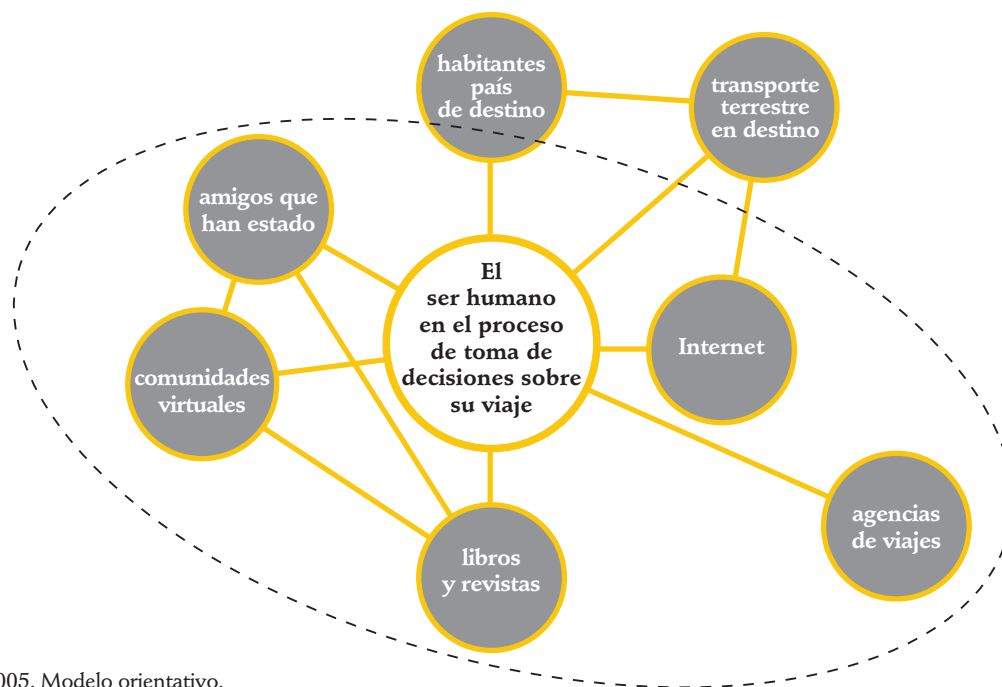 habitantes
país
de destino
transporte
terrestre
en destino
amigos que
han estado
El
ser humano
en el proceso
de toma de
decisiones sobre
su viaje
Internet
comunidades
virtuales
agencias
de viajes
libros
y revistas
005. Modelo orientativo.